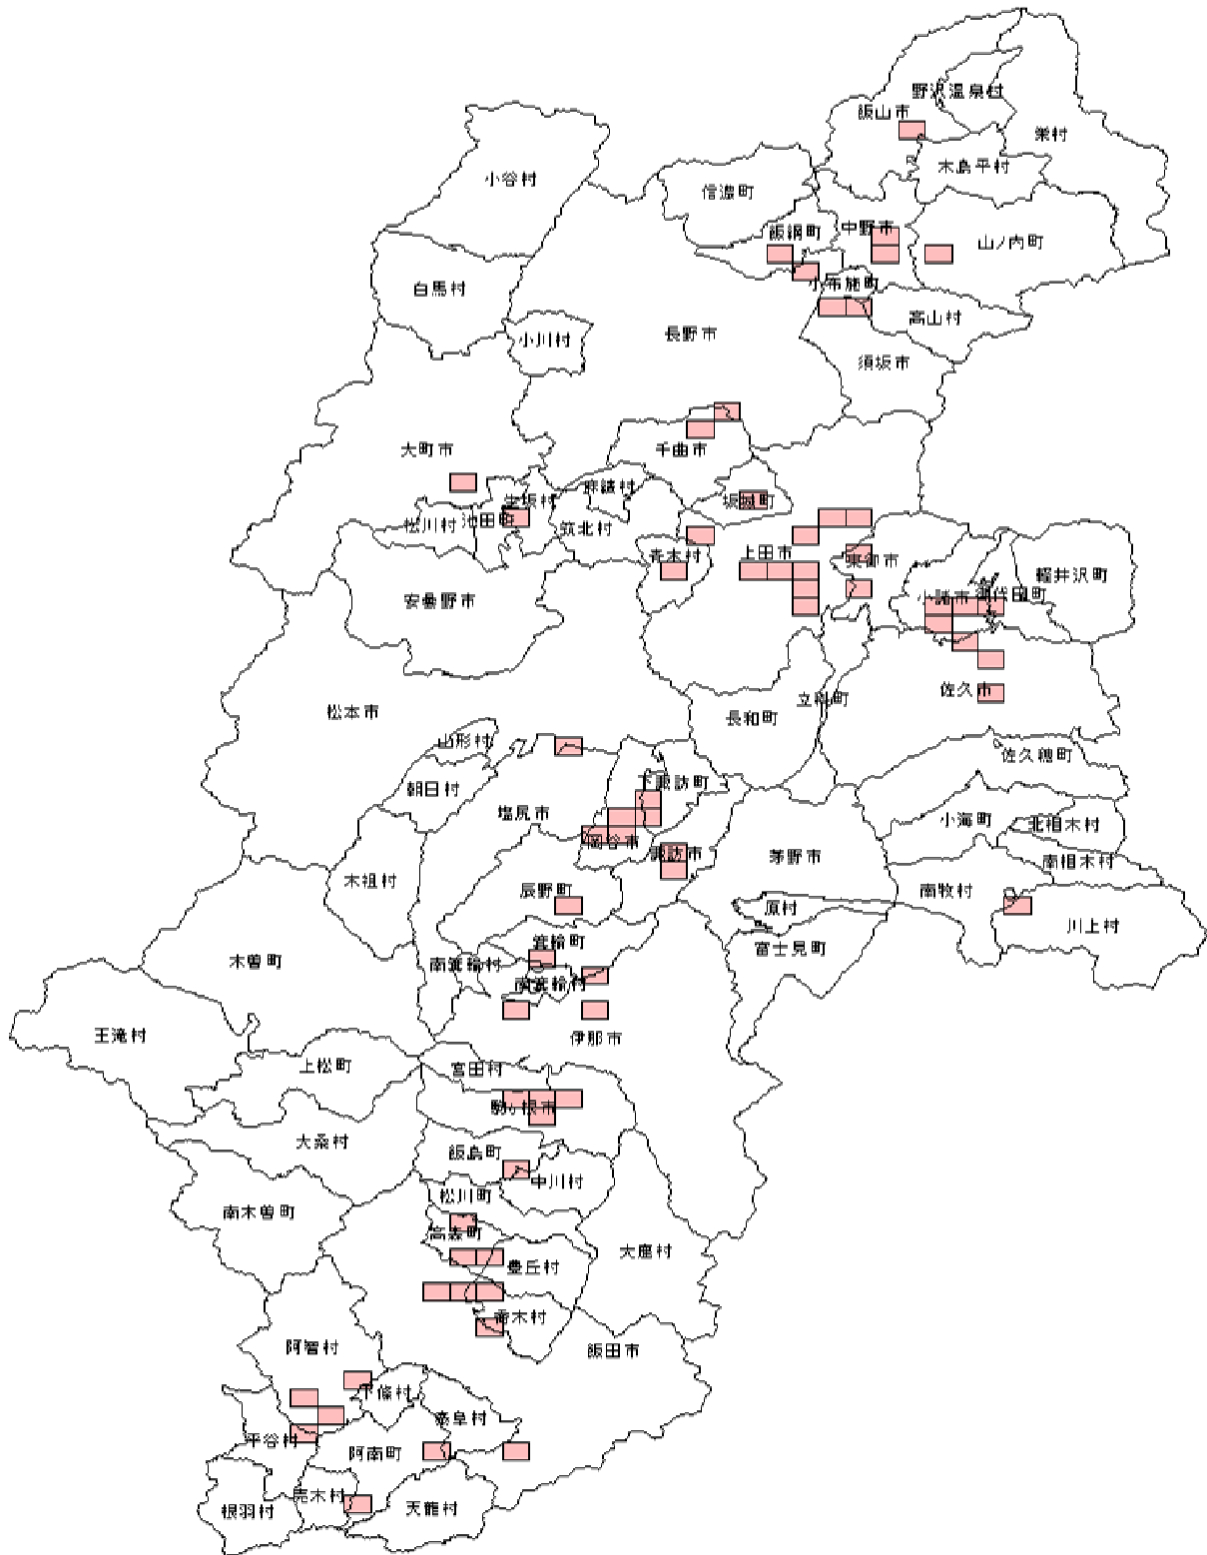 野沢温泉村
飯山市
栄村
木島平村
小谷村
信濃町
飯綱町
中野市
山ノ内町
白馬村
小布施町
高山村
小川村
長野市
須坂市
大町市
千曲市
麻績村
生坂村
坂城町
松川村
池田町
筑北村
青木村
上田市
東御市
軽井沢町
安曇野市
小諸市
御代田町
佐久市
松本市
立科町
長和町
山形村
佐久穂町
朝日村
下諏訪町
塩尻市
小海町
北相木村
岡谷市
諏訪市
茅野市
南相木村
木祖村
辰野町
南牧村
原村
川上村
箕輪町
富士見町
木曽町
南箕輪村
南箕輪村
王滝村
伊那市
上松町
宮田村
駒ヶ根市
大桑村
飯島町
中川村
松川町
南木曽町
高森町
大鹿村
豊丘村
喬木村
阿智村
飯田市
下條村
泰阜村
平谷村
阿南町
売木村
根羽村
天龍村